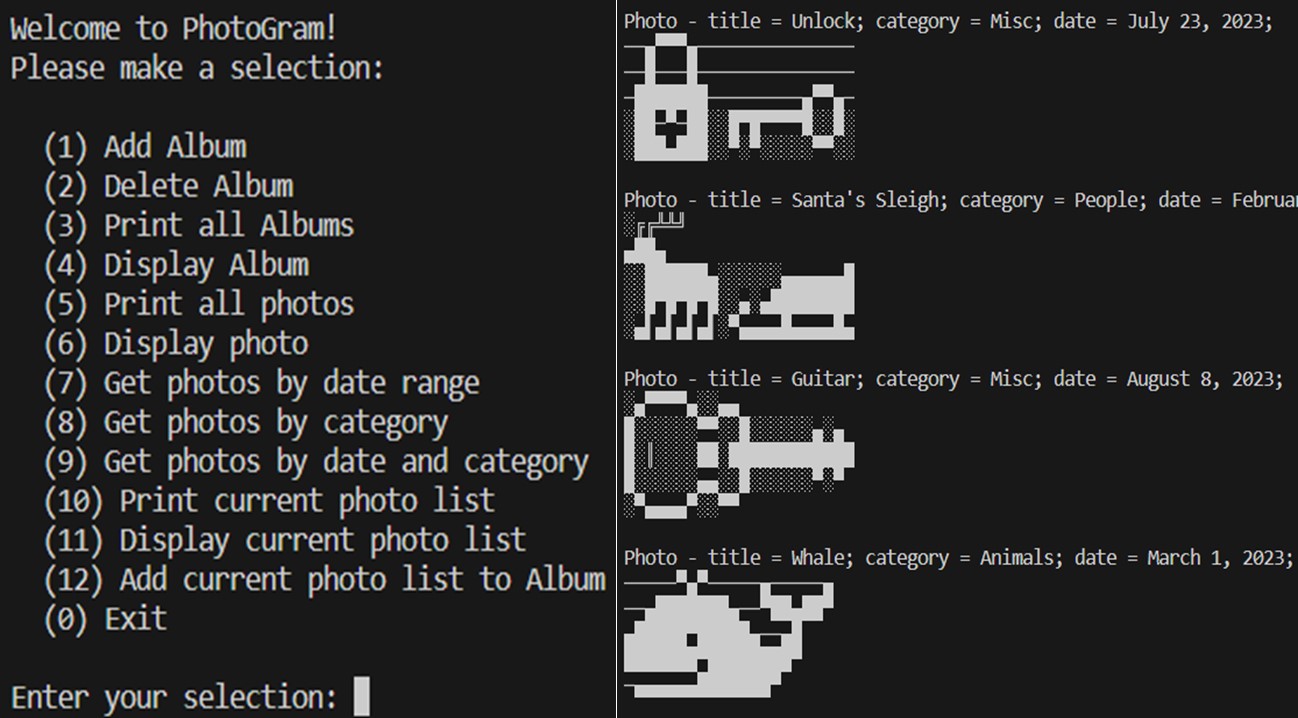 Welcome to PhotoGram!
Please make a selection:
(1) Add Album
(2) Delete Album
(3) Print all Albums
(4) Display Album
(5) Print all photos
(6) Display photo
(7) Get photos by date range
(8) Get photos by category
(9) Get photos by date and category
(10) Print current photo list
(11) Display current photo list
(12) Add current photo list to Album
(0) Exit
Enter your selection:
Photo - title = Unlock; category = Misc; date = July 23, 2023;
Photo - title = Santa's Sleigh; category = People; date =
Photo - title = Guitar; category = Misc; date = August 8, 2023;
Photo - title = Whale; category = Animals; date = March 1, 2023;